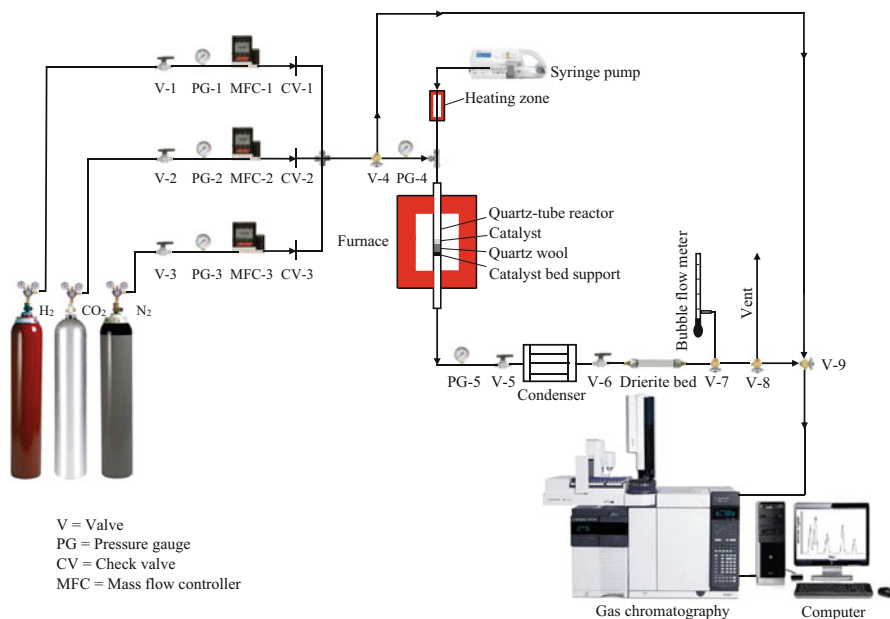 Syringe pump
V-1 PG-1 MFC-1 CV-1
Heating zone
V-2 PG-2 MFC-2 CV-2
V-4 PG-4
Quartz-tube reactor
Catalyst
Furnace
Quartz wool
V-3 PG-3 MFC-3 CV-3
Catalyst bed support
Bubble flow meter
Vent
H2 CO2 N2
V-9
PG-5 V-5
Condenser
V-6 Drierite bed V-7 V-8
V = Valve
PG = Pressure gauge
CV = Check valve
MFC = Mass flow controller
Gas chromatography
Computer